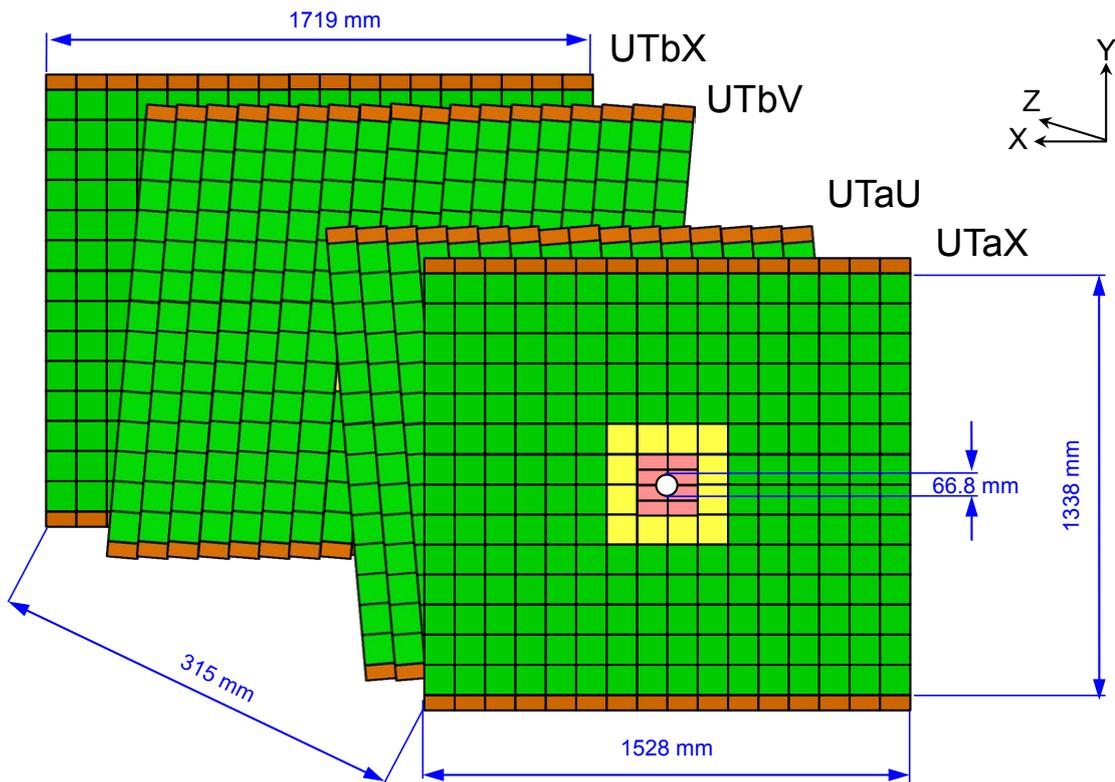 1719 mm
UTbX
Y
UTbV
Z
X
UTaU
UTaX
66.8 mm
1338 mm
315 mm
1528 mm